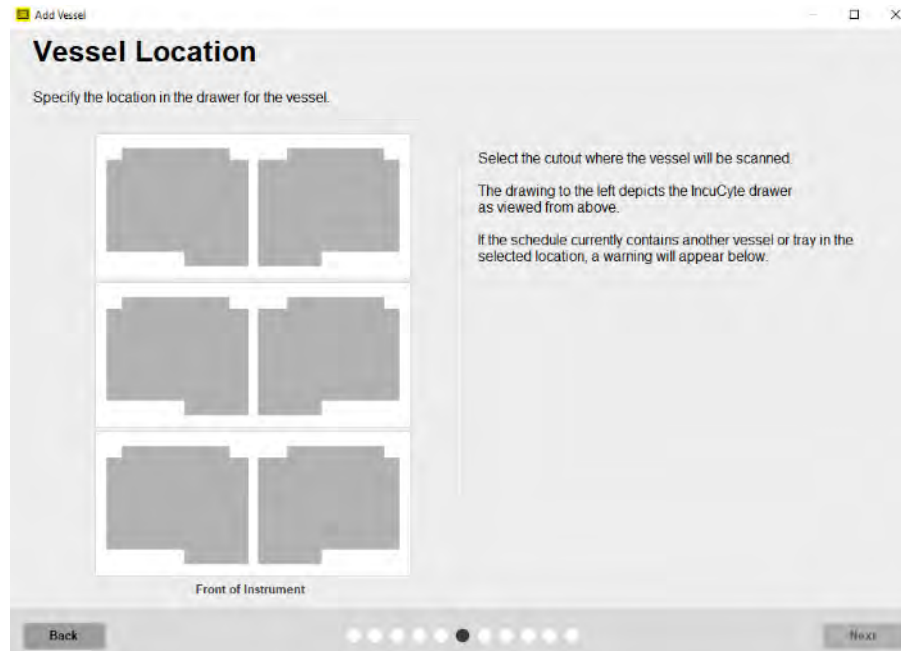 Add Vessel
Vessel Location
Specify the location in the drawer for the vessel.
Select the cutout where the vessel will be scanned.
The drawing to the left depicts the IncuCyte drawer
as viewed from above.
If the schedule currently contains another vessel or tray in the
selected location, a warning will appear below.
Front of Instrument
Back
Next